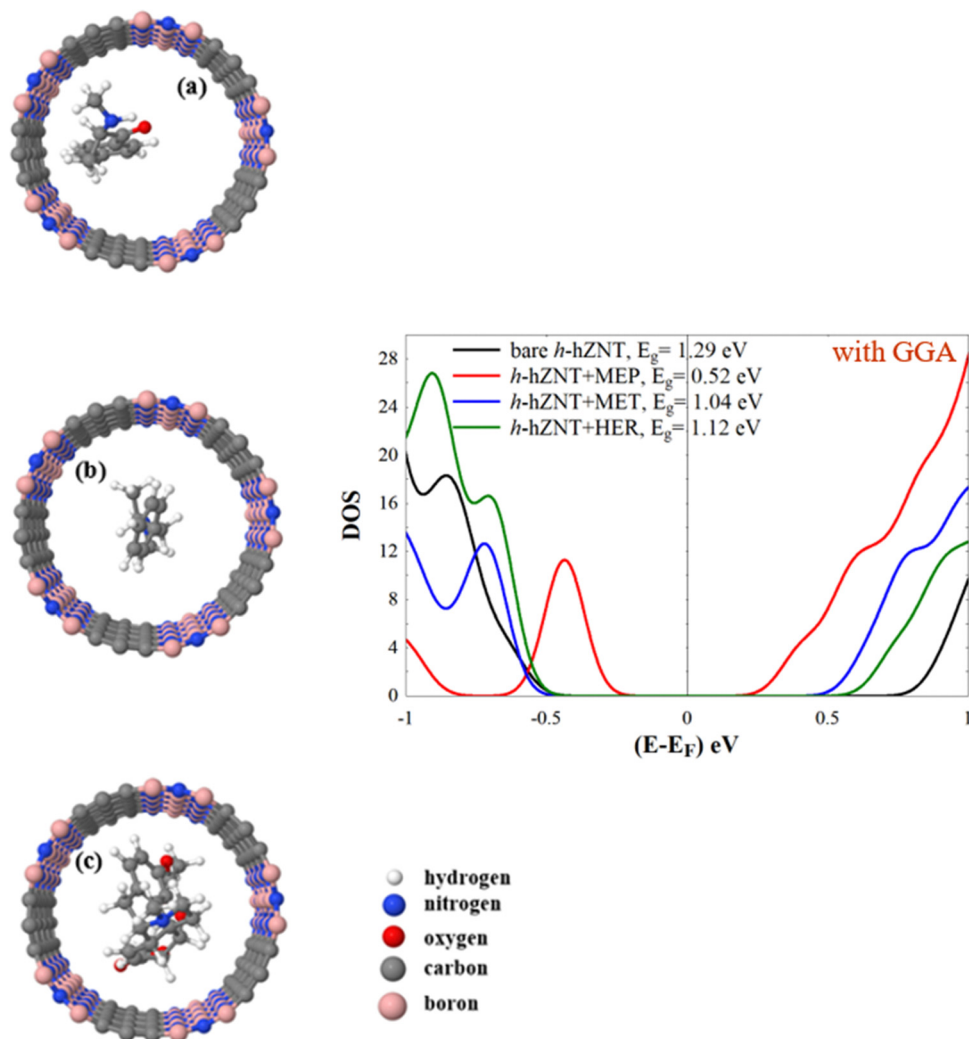 (a)
(b)
(c)
with GGA
bare h-hZNT, Eg= 1.29 eV
h-hZNT+MEP, Eg= 0.52 eV
h-hZNT+MET, Eg= 1.04 eV
h-hZNT+HER, Eg= 1.12 eV
28
24
20
16
12
8
4
0
DOS
-1 -0.5 0 0.5 1
(E-EF) eV
hydrogen
nitrogen
oxygen
carbon
boron